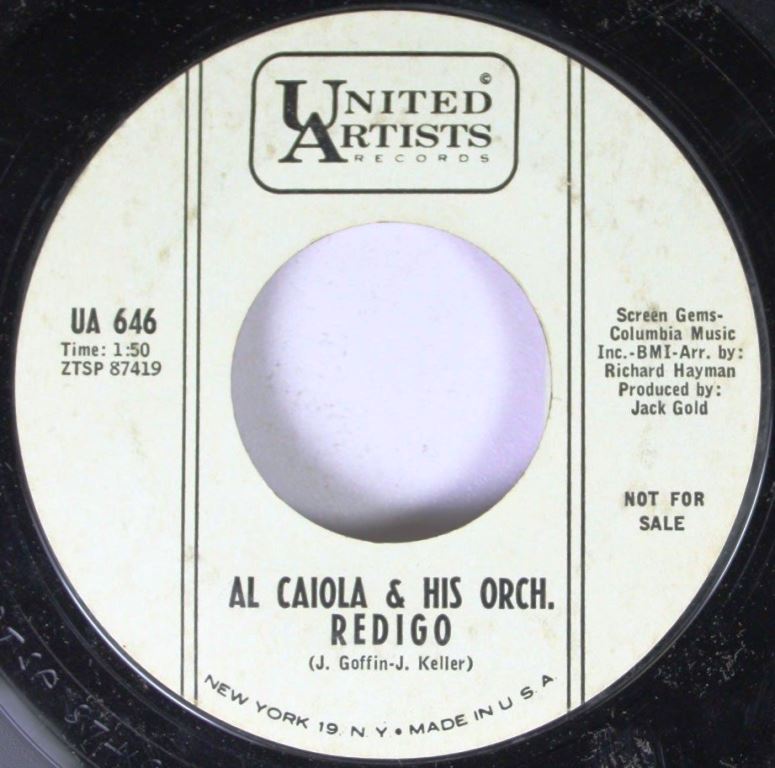 UNITED ©
ARTISTS
RECORDS
UA 646
Time: 1:50
ZTSP 87419
Screen Gems-
Columbia Music
Inc.-BMI-Arr. by:
Richard Hayman
Produced by:
Jack Gold
NOT FOR
SALE
AL CAIOLA & HIS ORCH.
REDIGO
(J. Goffin-J. Keller)
NEW YORK 19, N. Y. • MADE IN U. S. A.